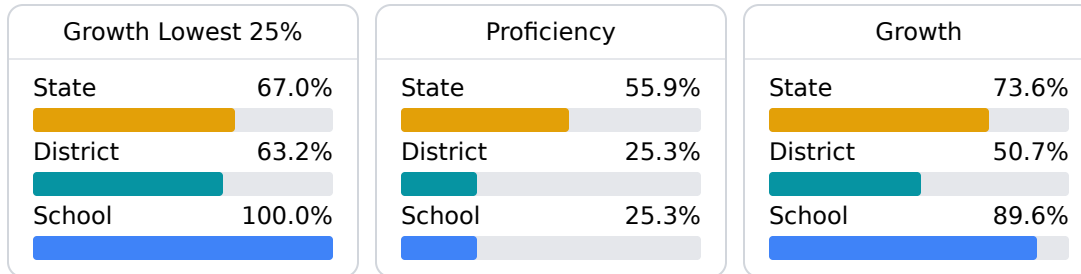 Growth Lowest 25%
State 67.0%
District 63.2%
School 100.0%
Proficiency
State 55.9%
District 25.3%
School 25.3%
Growth
State 73.6%
District 50.7%
School 89.6%